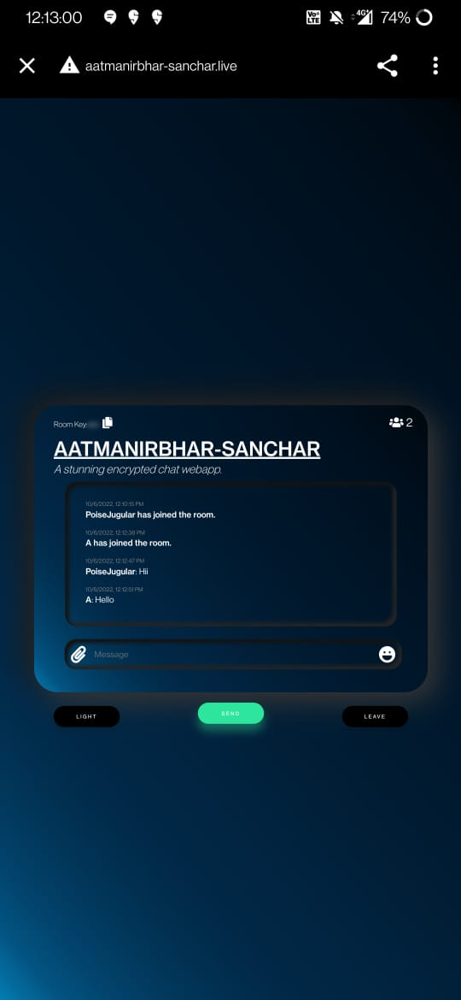 12:13:00 Vo LTE 4G+ 74%
aatmanirbhar-sanchar.live
Room Key: 2
AATMANIRBHAR-SANCHAR
A stunning encrypted chat webapp.
10/6/2022, 12:10:15 PM
PoiseJugular has joined the room.
10/6/2022, 12:12:38 PM
A has joined the room.
10/6/2022, 12:12:47 PM
PoiseJugular: Hii
10/6/2022, 12:12:51 PM
A: Hello
Message
LIGHT SEND LEAVE